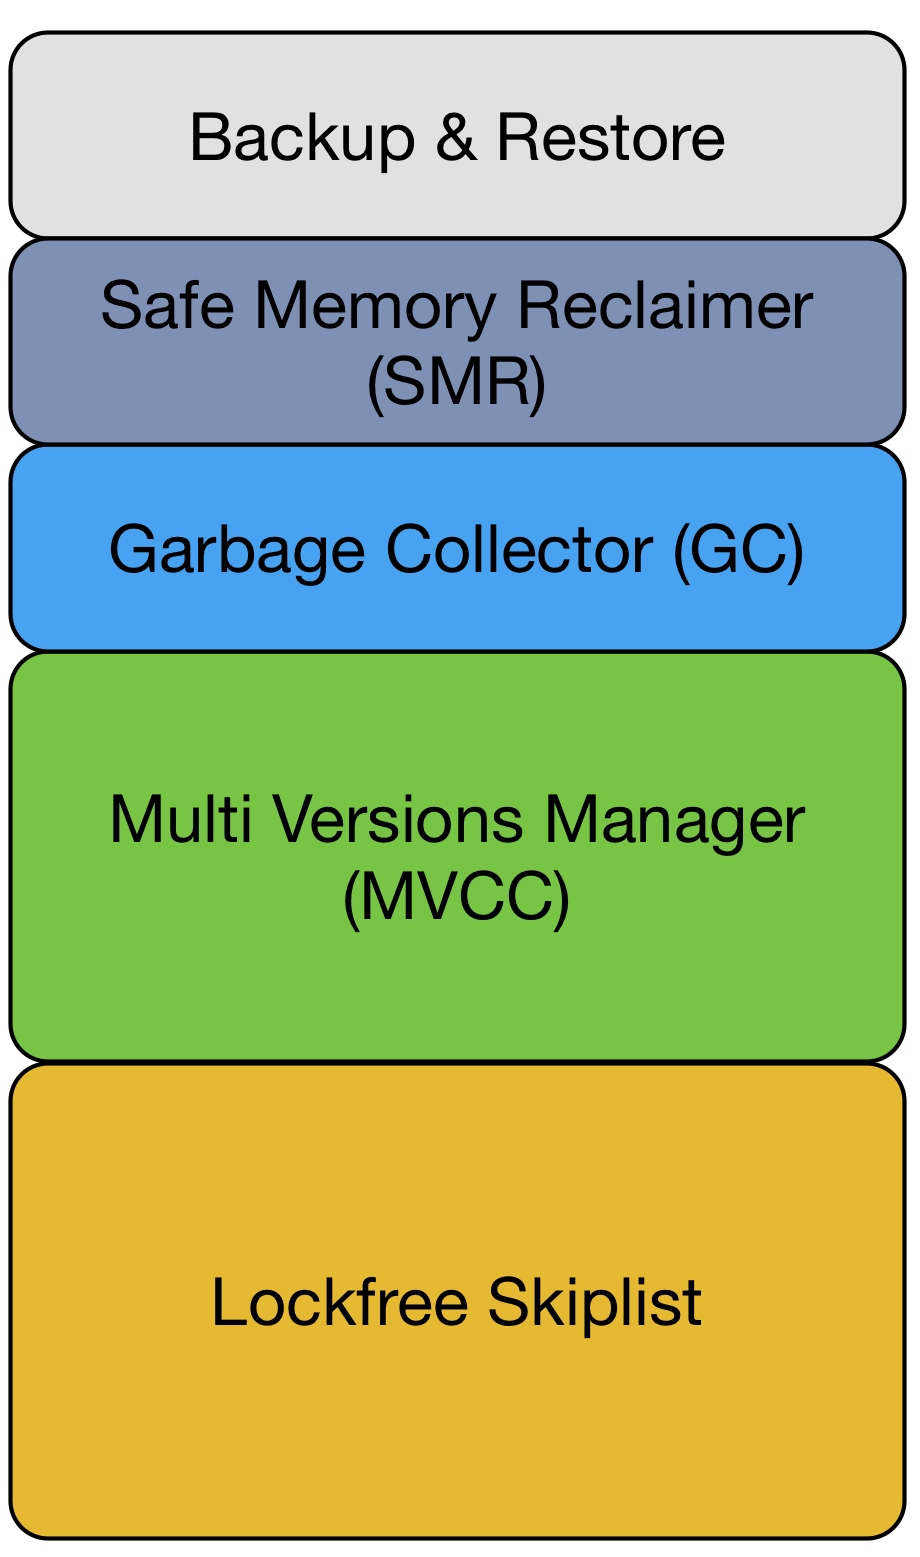 Backup & Restore
Safe Memory Reclaimer
(SMR)
Garbage Collector (GC)
Multi Versions Manager
(MVCC)
Lockfree Skiplist